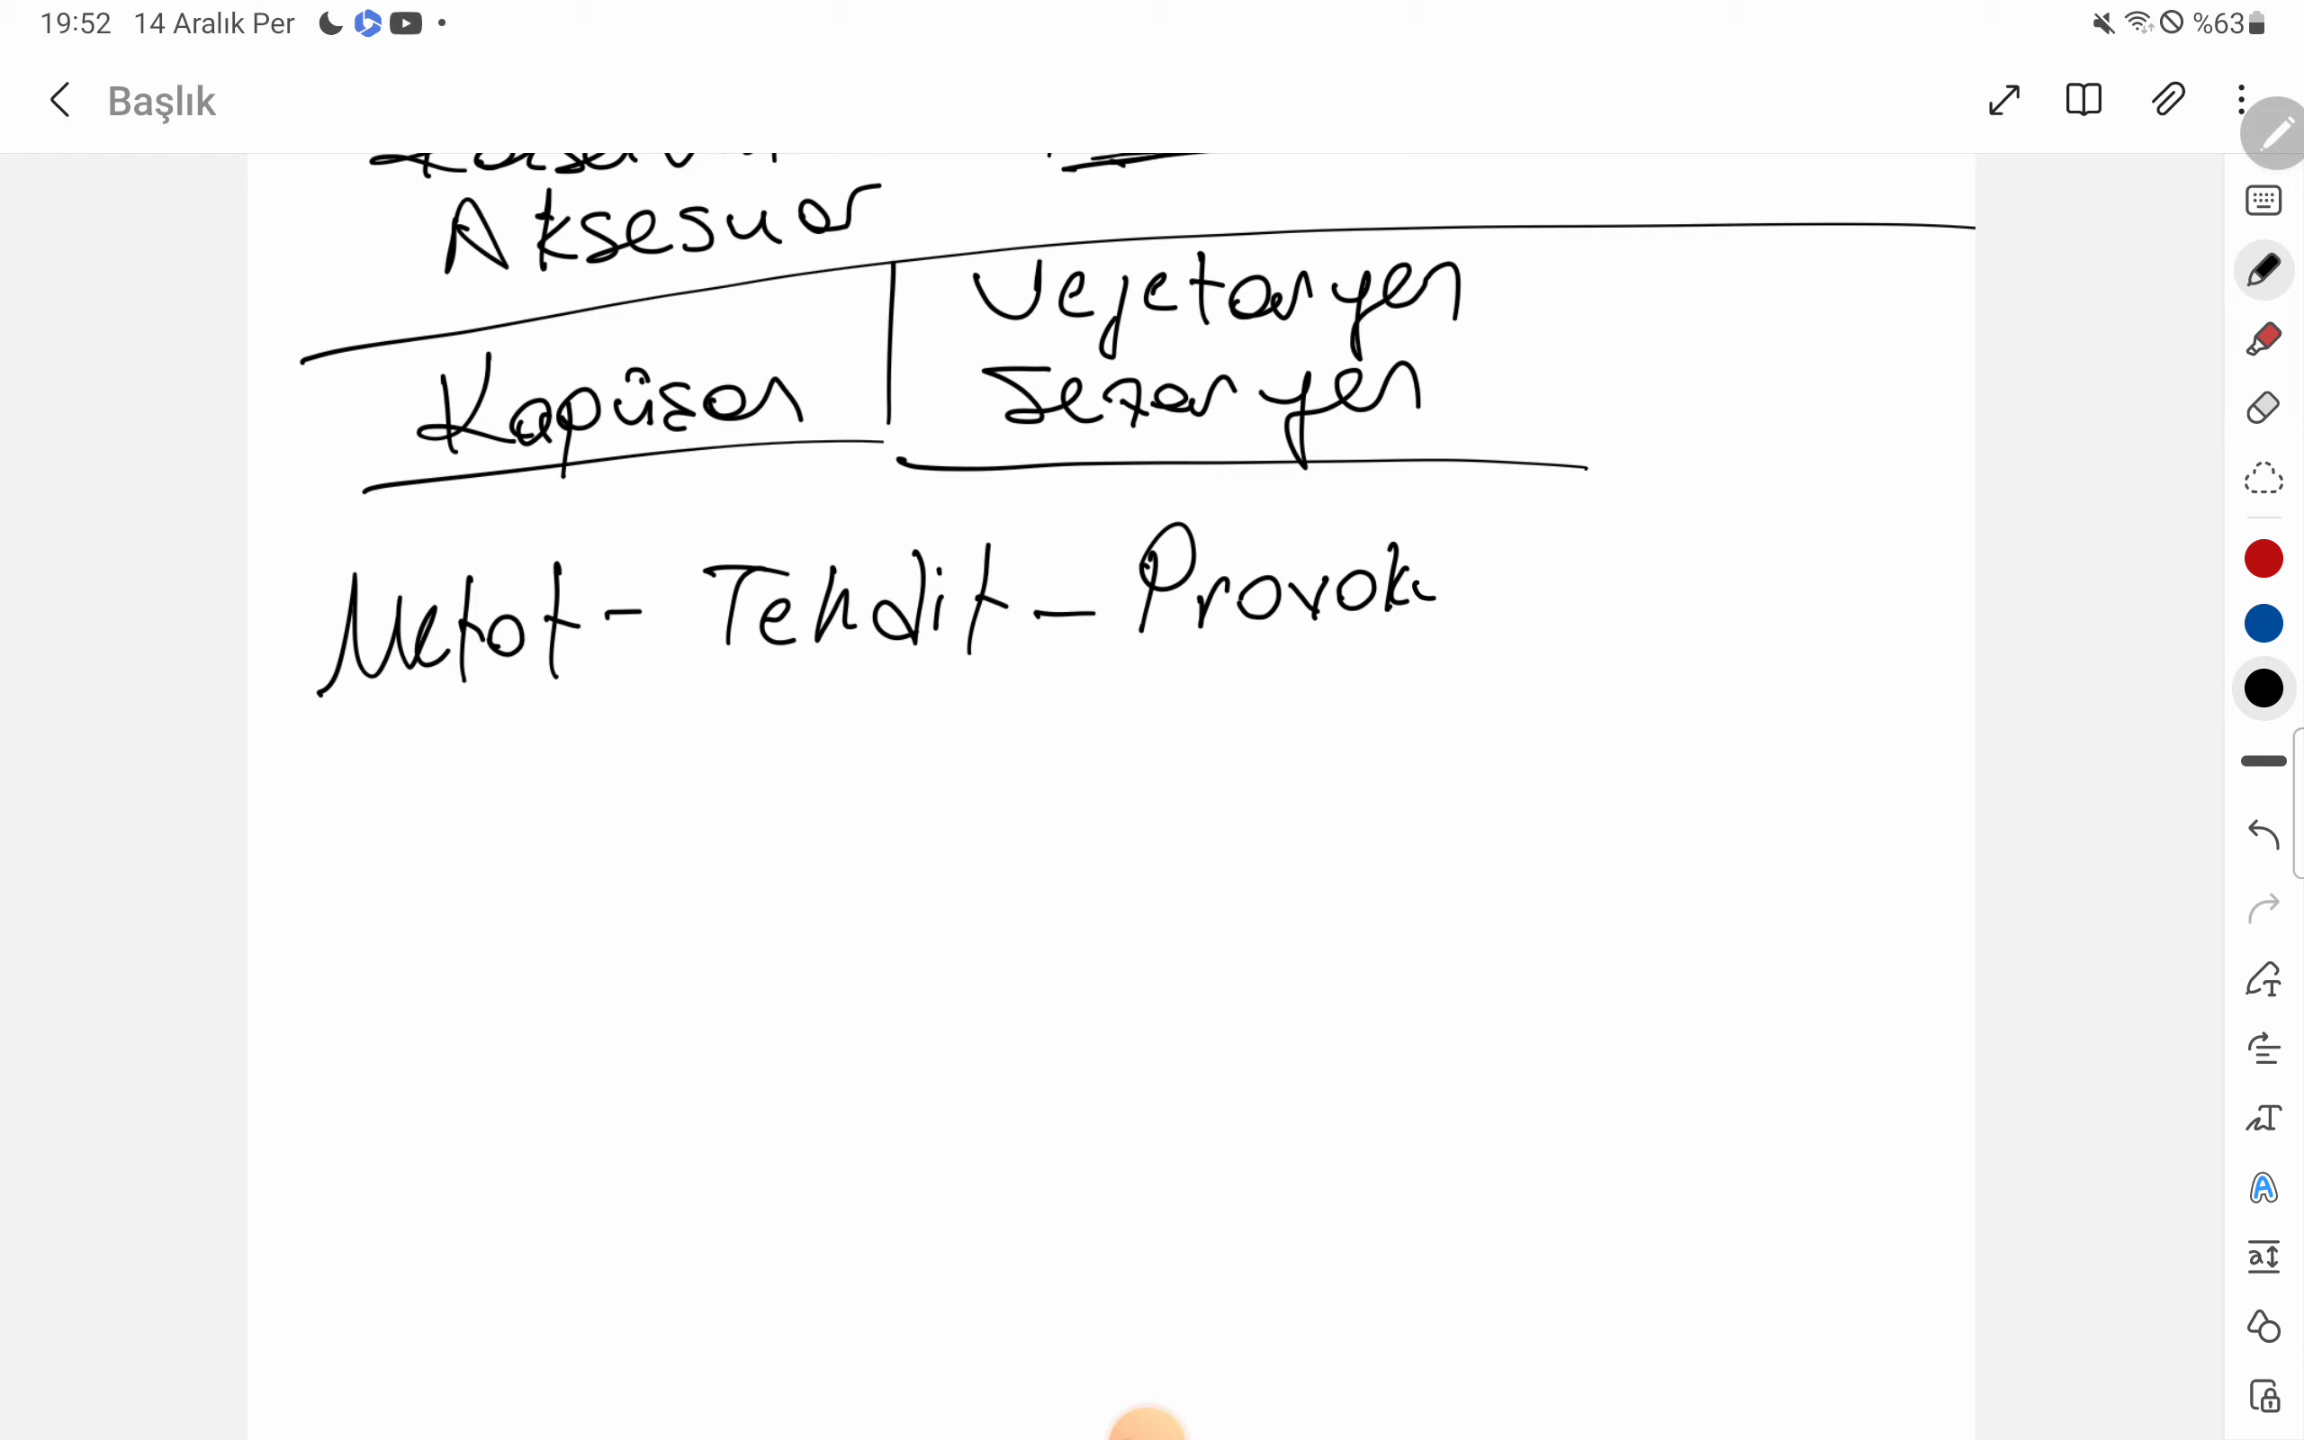 19:52 14 Aralık Per %63
Başlık
Aksesuar
Vejetaryen
Kapüşon
Sezaryen
Metot - Tehdit - Provok